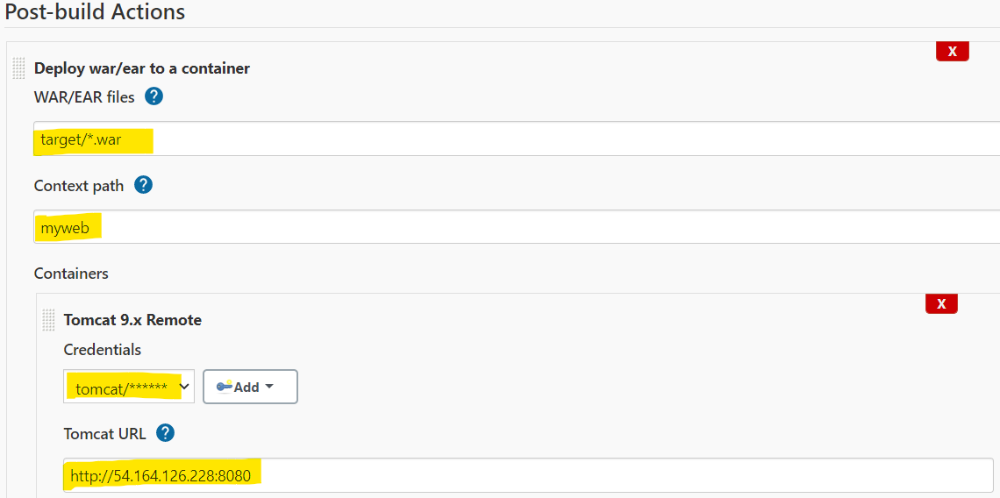 Post-build Actions
X
Deploy war/ear to a container
WAR/EAR files ?
target/*.war
Context path ?
myweb
Containers
X
Tomcat 9.x Remote
Credentials
tomcat/****** Add
Tomcat URL ?
http://54.164.126.228:8080